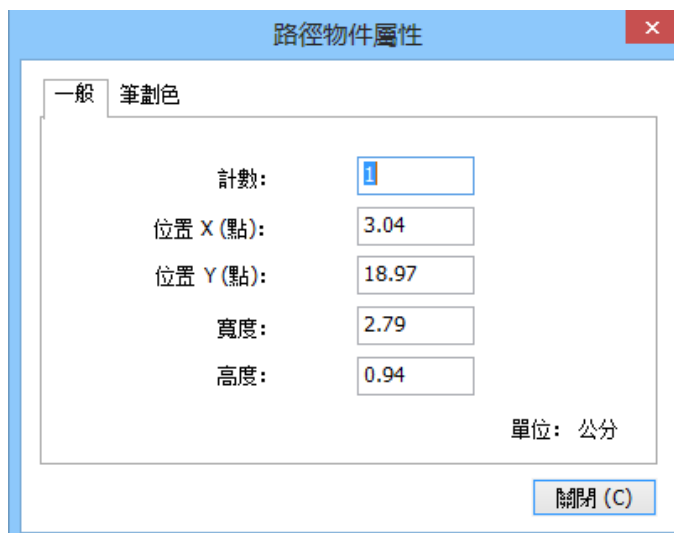 路徑物件屬性
一般 筆劃色
計數: 1
位置 X (點): 3.04
位置 Y (點): 18.97
寬度: 2.79
高度: 0.94
單位: 公分
關閉 (C)